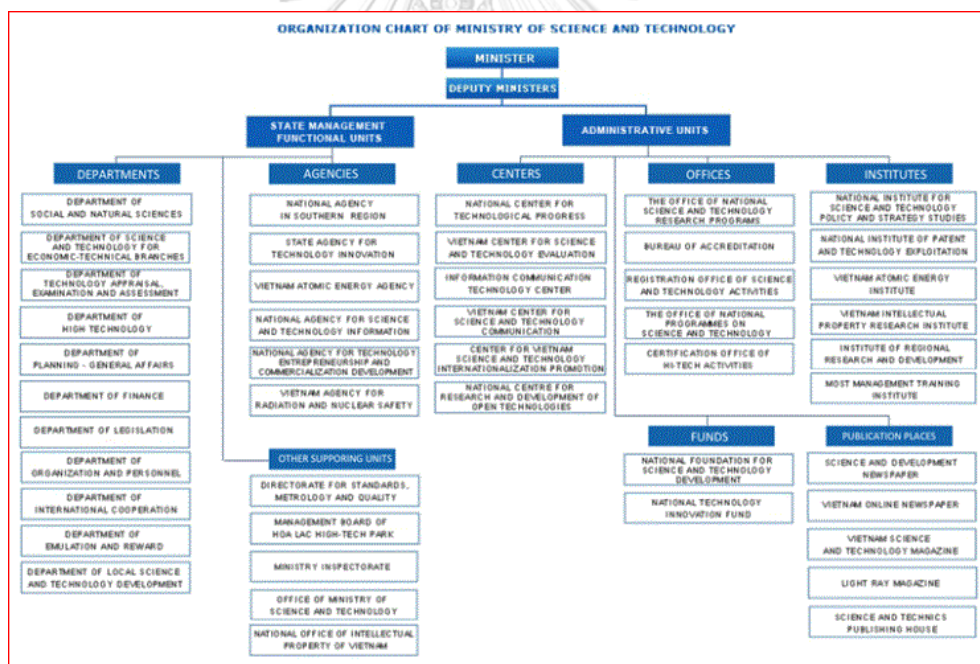 ORGANIZATION CHART OF MINISTRY OF SCIENCE AND TECHNOLOGY
MINISTER
DEPUTY MINISTERS
STATE MANAGEMENT
FUNCTIONAL UNITS
ADMINISTRATIVE UNITS
DEPARTMENTS
DEPARTMENT OF
SOCIAL AND NATURAL SCIENCES
DEPARTMENT OF SCIENCE
AND TECHNOLOGY FOR
ECONOMIC-TECHNICAL BRANCHES
DEPARTMENT OF
TECHNOLOGY APPRAISAL,
EXAMINATION AND ASSESSMENT
DEPARTMENT OF
HIGH TECHNOLOGY
DEPARTMENT OF
PLANNING - GENERAL AFFAIRS
DEPARTMENT OF FINANCE
DEPARTMENT OF LEGISLATION
DEPARTMENT OF
ORGANIZATION AND PERSONNEL
DEPARTMENT OF
INTERNATIONAL COOPERATION
DEPARTMENT OF
EMULATION AND REWARD
DEPARTMENT OF LOCAL SCIENCE
AND TECHNOLOGY DEVELOPMENT
AGENCIES
NATIONAL AGENCY
IN SOUTHERN REGION
STATE AGENCY FOR
TECHNOLOGY INNOVATION
VIETNAM ATOMIC ENERGY AGENCY
NATIONAL AGENCY FOR SCIENCE
AND TECHNOLOGY INFORMATION
NATIONAL AGENCY FOR TECHNOLOGY
ENTREPRENEURSHIP AND
COMMERCIALIZATION DEVELOPMENT
VIETNAM AGENCY FOR
RADIATION AND NUCLEAR SAFETY
OTHER SUPPORING UNITS
DIRECTORATE FOR STANDARDS,
METROLOGY AND QUALITY
MANAGEMENT BOARD OF
HOA LAC HIGH-TECH PARK
MINISTRY INSPECTORATE
OFFICE OF MINISTRY OF
SCIENCE AND TECHNOLOGY
NATIONAL OFFICE OF INTELLECTUAL
PROPERTY OF VIETNAM
CENTERS
NATIONAL CENTER FOR
TECHNOLOGICAL PROGRESS
VIETNAM CENTER FOR SCIENCE
AND TECHNOLOGY EVALUATION
INFORMATION COMMUNICATION
TECHNOLOGY CENTER
VIETNAM CENTER FOR
SCIENCE AND TECHNOLOGY
COMMUNICATION
CENTER FOR VIETNAM
SCIENCE AND TECHNOLOGY
INTERNATIONALIZATION PROMOTION
NATIONAL CENTRE FOR
RESEARCH AND DEVELOPMENT OF
OPEN TECHNOLOGIES
OFFICES
THE OFFICE OF NATIONAL
SCIENCE AND TECHNOLOGY
RESEARCH PROGRAMS
BUREAU OF ACCREDITATION
REGISTRATION OFFICE OF SCIENCE
AND TECHNOLOGY ACTIVITIES
THE OFFICE OF NATIONAL
PROGRAMMES ON
SCIENCE AND TECHNOLOGY
CERTIFICATION OFFICE OF
HI-TECH ACTIVITIES
FUNDS
NATIONAL FOUNDATION FOR
SCIENCE AND TECHNOLOGY
DEVELOPMENT
NATIONAL TECHNOLOGY
INNOVATION FUND
INSTITUTES
NATIONAL INSTITUTE FOR
SCIENCE AND TECHNOLOGY
POLICY AND STRATEGY STUDIES
NATIONAL INSTITUTE OF PATENT
AND TECHNOLOGY EXPLOITATION
VIETNAM ATOMIC ENERGY
INSTITUTE
VIETNAM INTELLECTUAL
PROPERTY RESEARCH INSTITUTE
INSTITUTE OF REGIONAL
RESEARCH AND DEVELOPMENT
MOST MANAGEMENT TRAINING
INSTITUTE
PUBLICATION PLACES
SCIENCE AND DEVELOPMENT
NEWSPAPER
VIETNAM ONLINE NEWSPAPER
VIETNAM SCIENCE
AND TECHNOLOGY MAGAZINE
LIGHT RAY MAGAZINE
SCIENCE AND TECHNICS
PUBLISHING HOUSE